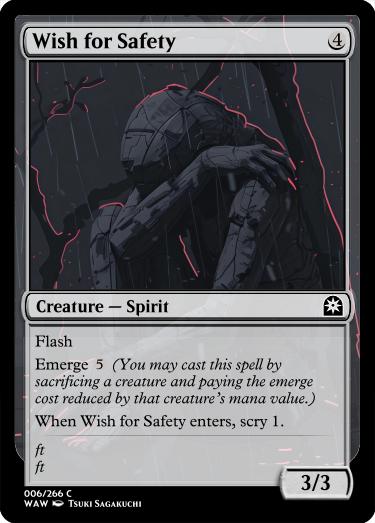 Wish for Safety 4
Creature — Spirit
Flash
Emerge 5 (You may cast this spell by
sacrificing a creature and paying the emerge
cost reduced by that creature's mana value.)
When Wish for Safety enters, scry 1.
ft
ft
3/3
006/266 C
WAW Tsuki Sagakuchi